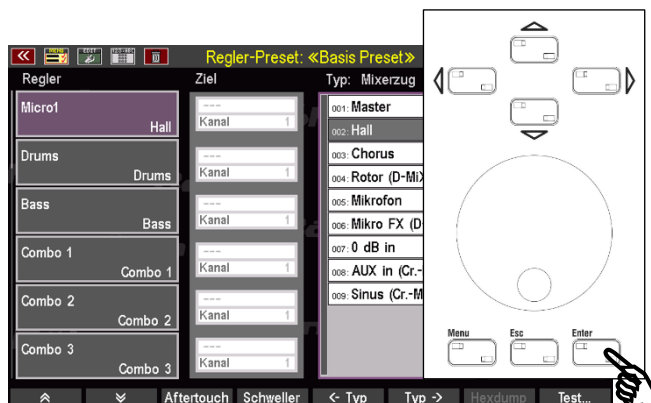 Regler-Preset: «Basis Preset»
Regler Ziel Typ: Mixerzug
Micro1
Hall
---
Kanal 1
Drums
Drums
---
Kanal 1
Bass
Bass
---
Kanal 1
Combo 1
Combo 1
---
Kanal 1
Combo 2
Combo 2
---
Kanal 1
Combo 3
Combo 3
---
Kanal 1
001: Master
002: Hall
003: Chorus
004: Rotor (D-Mix
005: Mikrofon
006: Mikro FX (D
007: 0 dB in
008: AUX in (Cr.-
009: Sinus (Cr.-M
Aftertouch Schweller <- Typ Typ -> Hexdump Test...
Menu Esc Enter